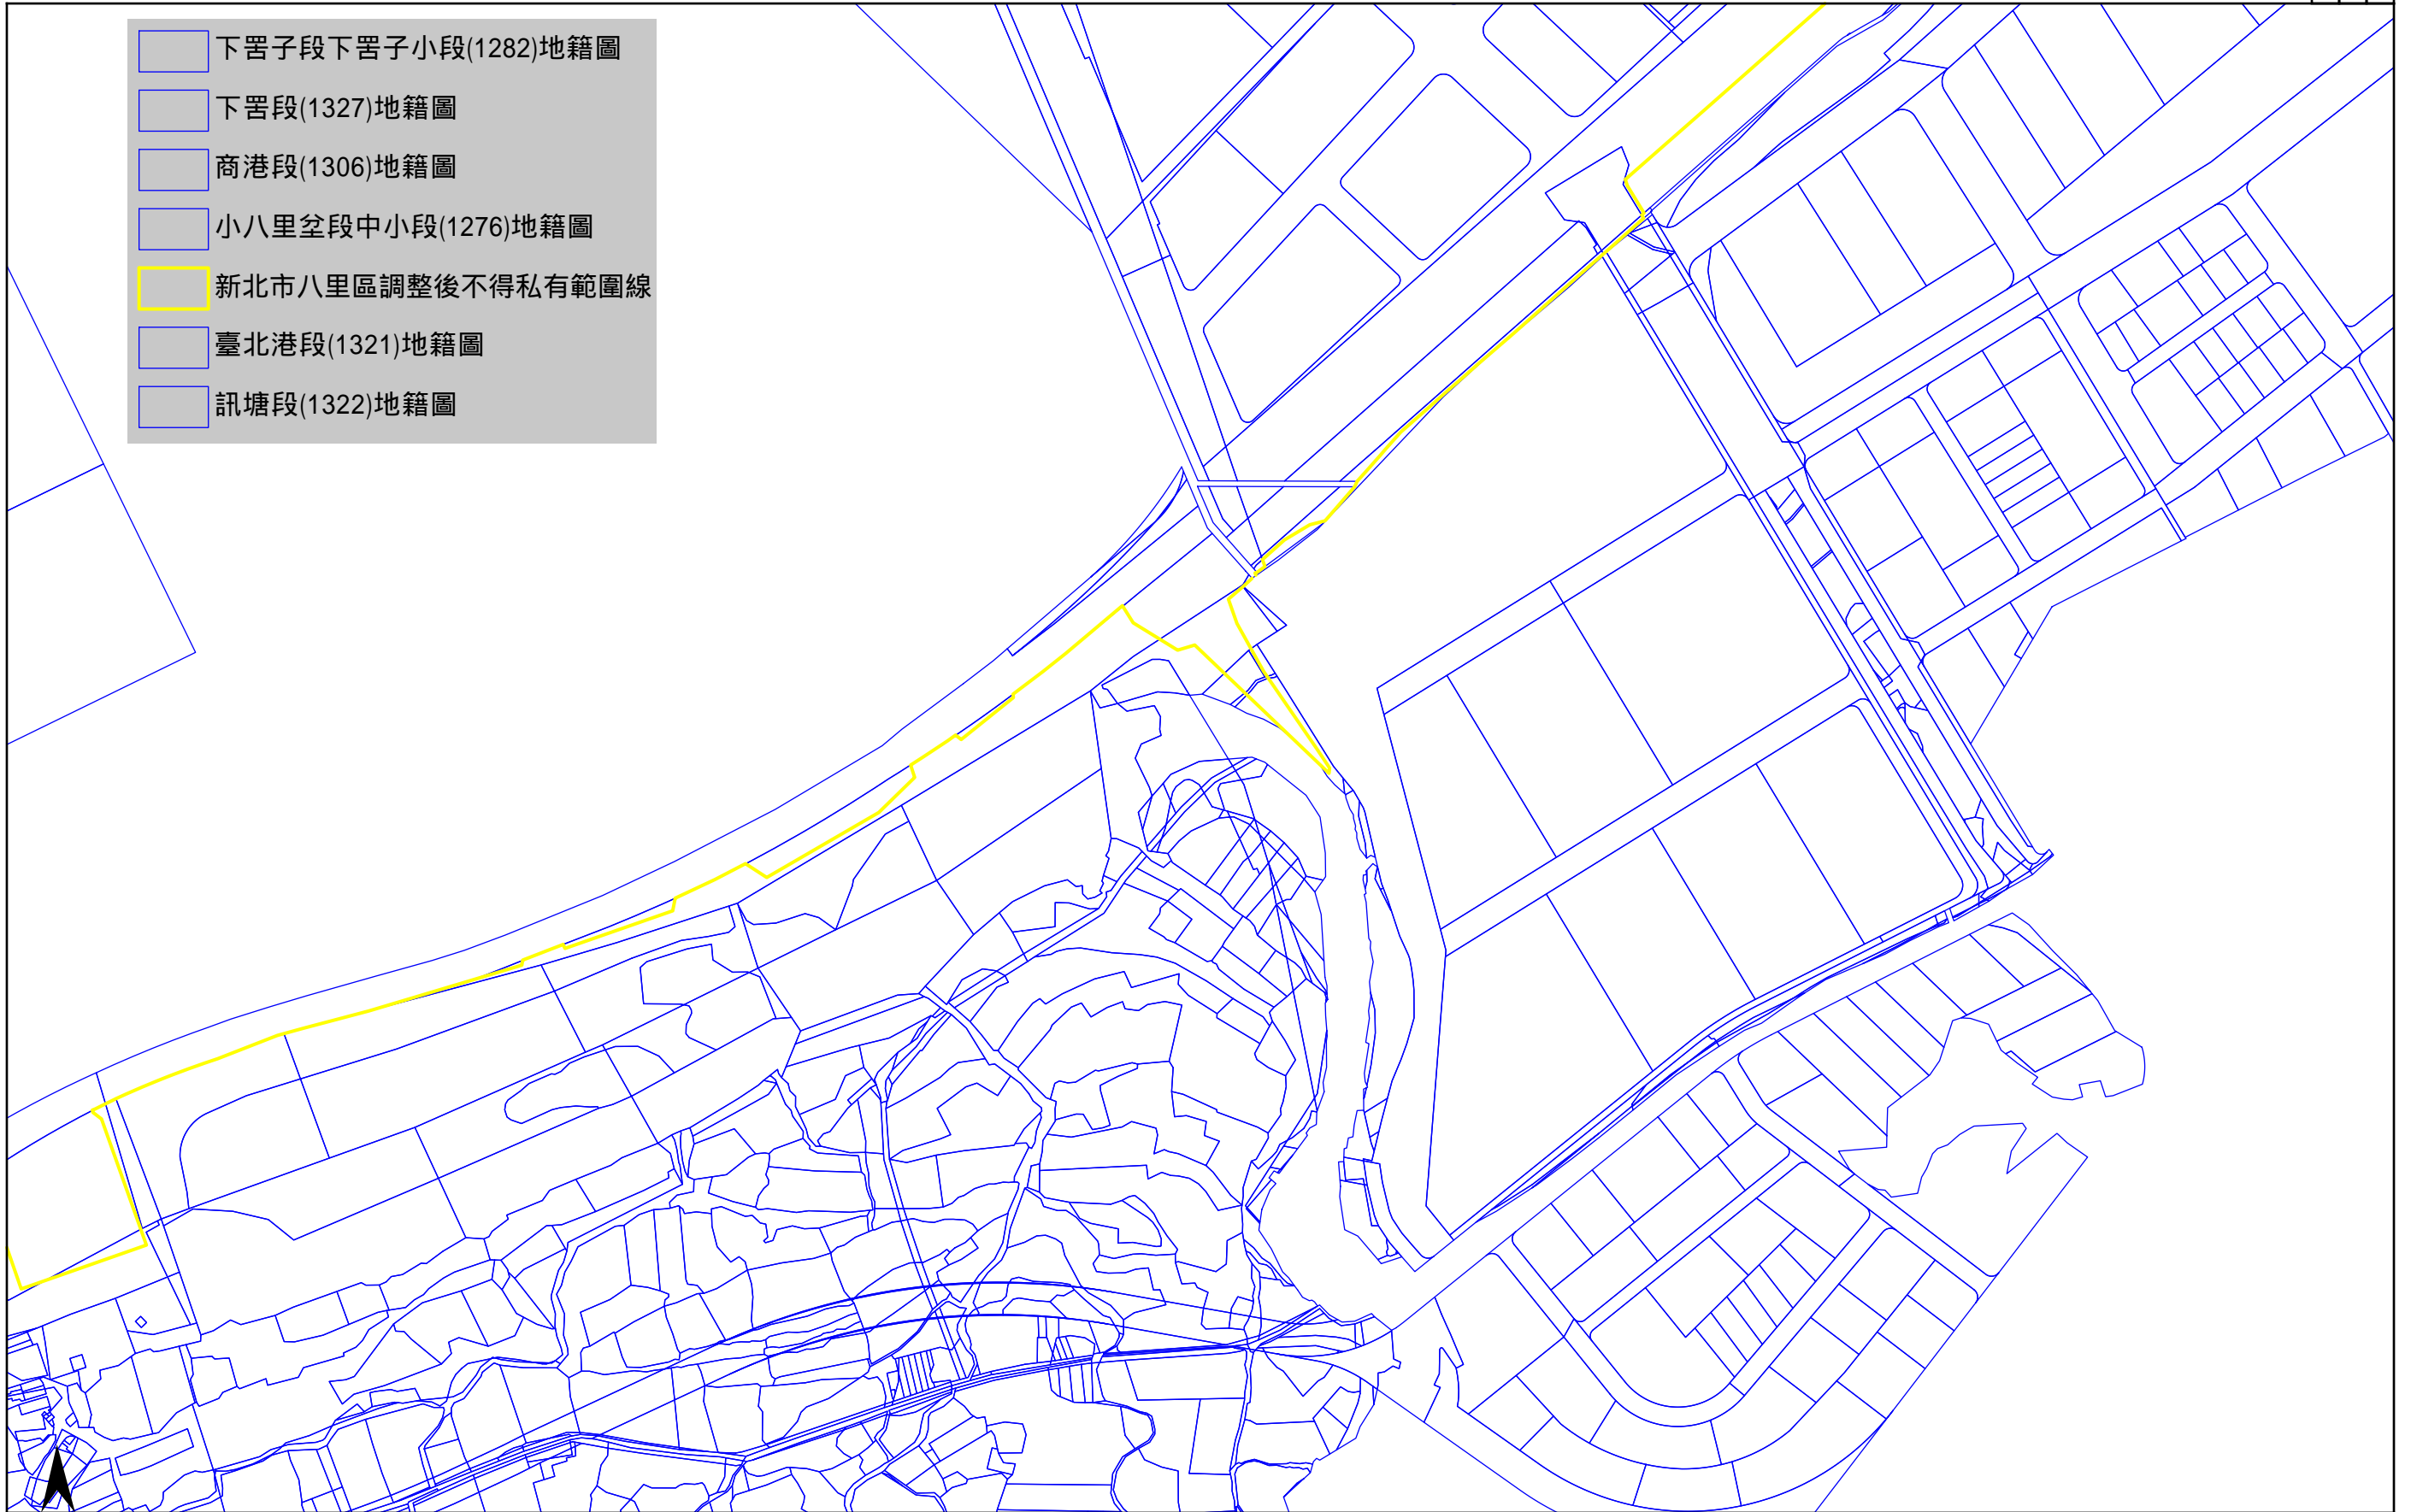 下罟子段下罟子小段(1282)地籍圖
下罟段(1327)地籍圖
商港段(1306)地籍圖
小八里坌段中小段(1276)地籍圖
新北市八里區調整後不得私有範圍線
臺北港段(1321)地籍圖
訊塘段(1322)地籍圖